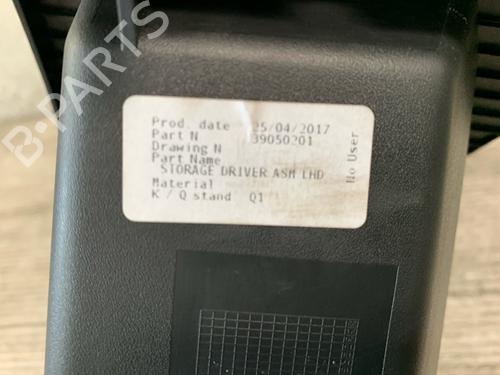 B-PARTS
Prod. date 25/04/2017
Part N 39050201
Drawing N
Part Name
STORAGE DRIVER ASM LHD
Material
K / Q stand Q1
No User